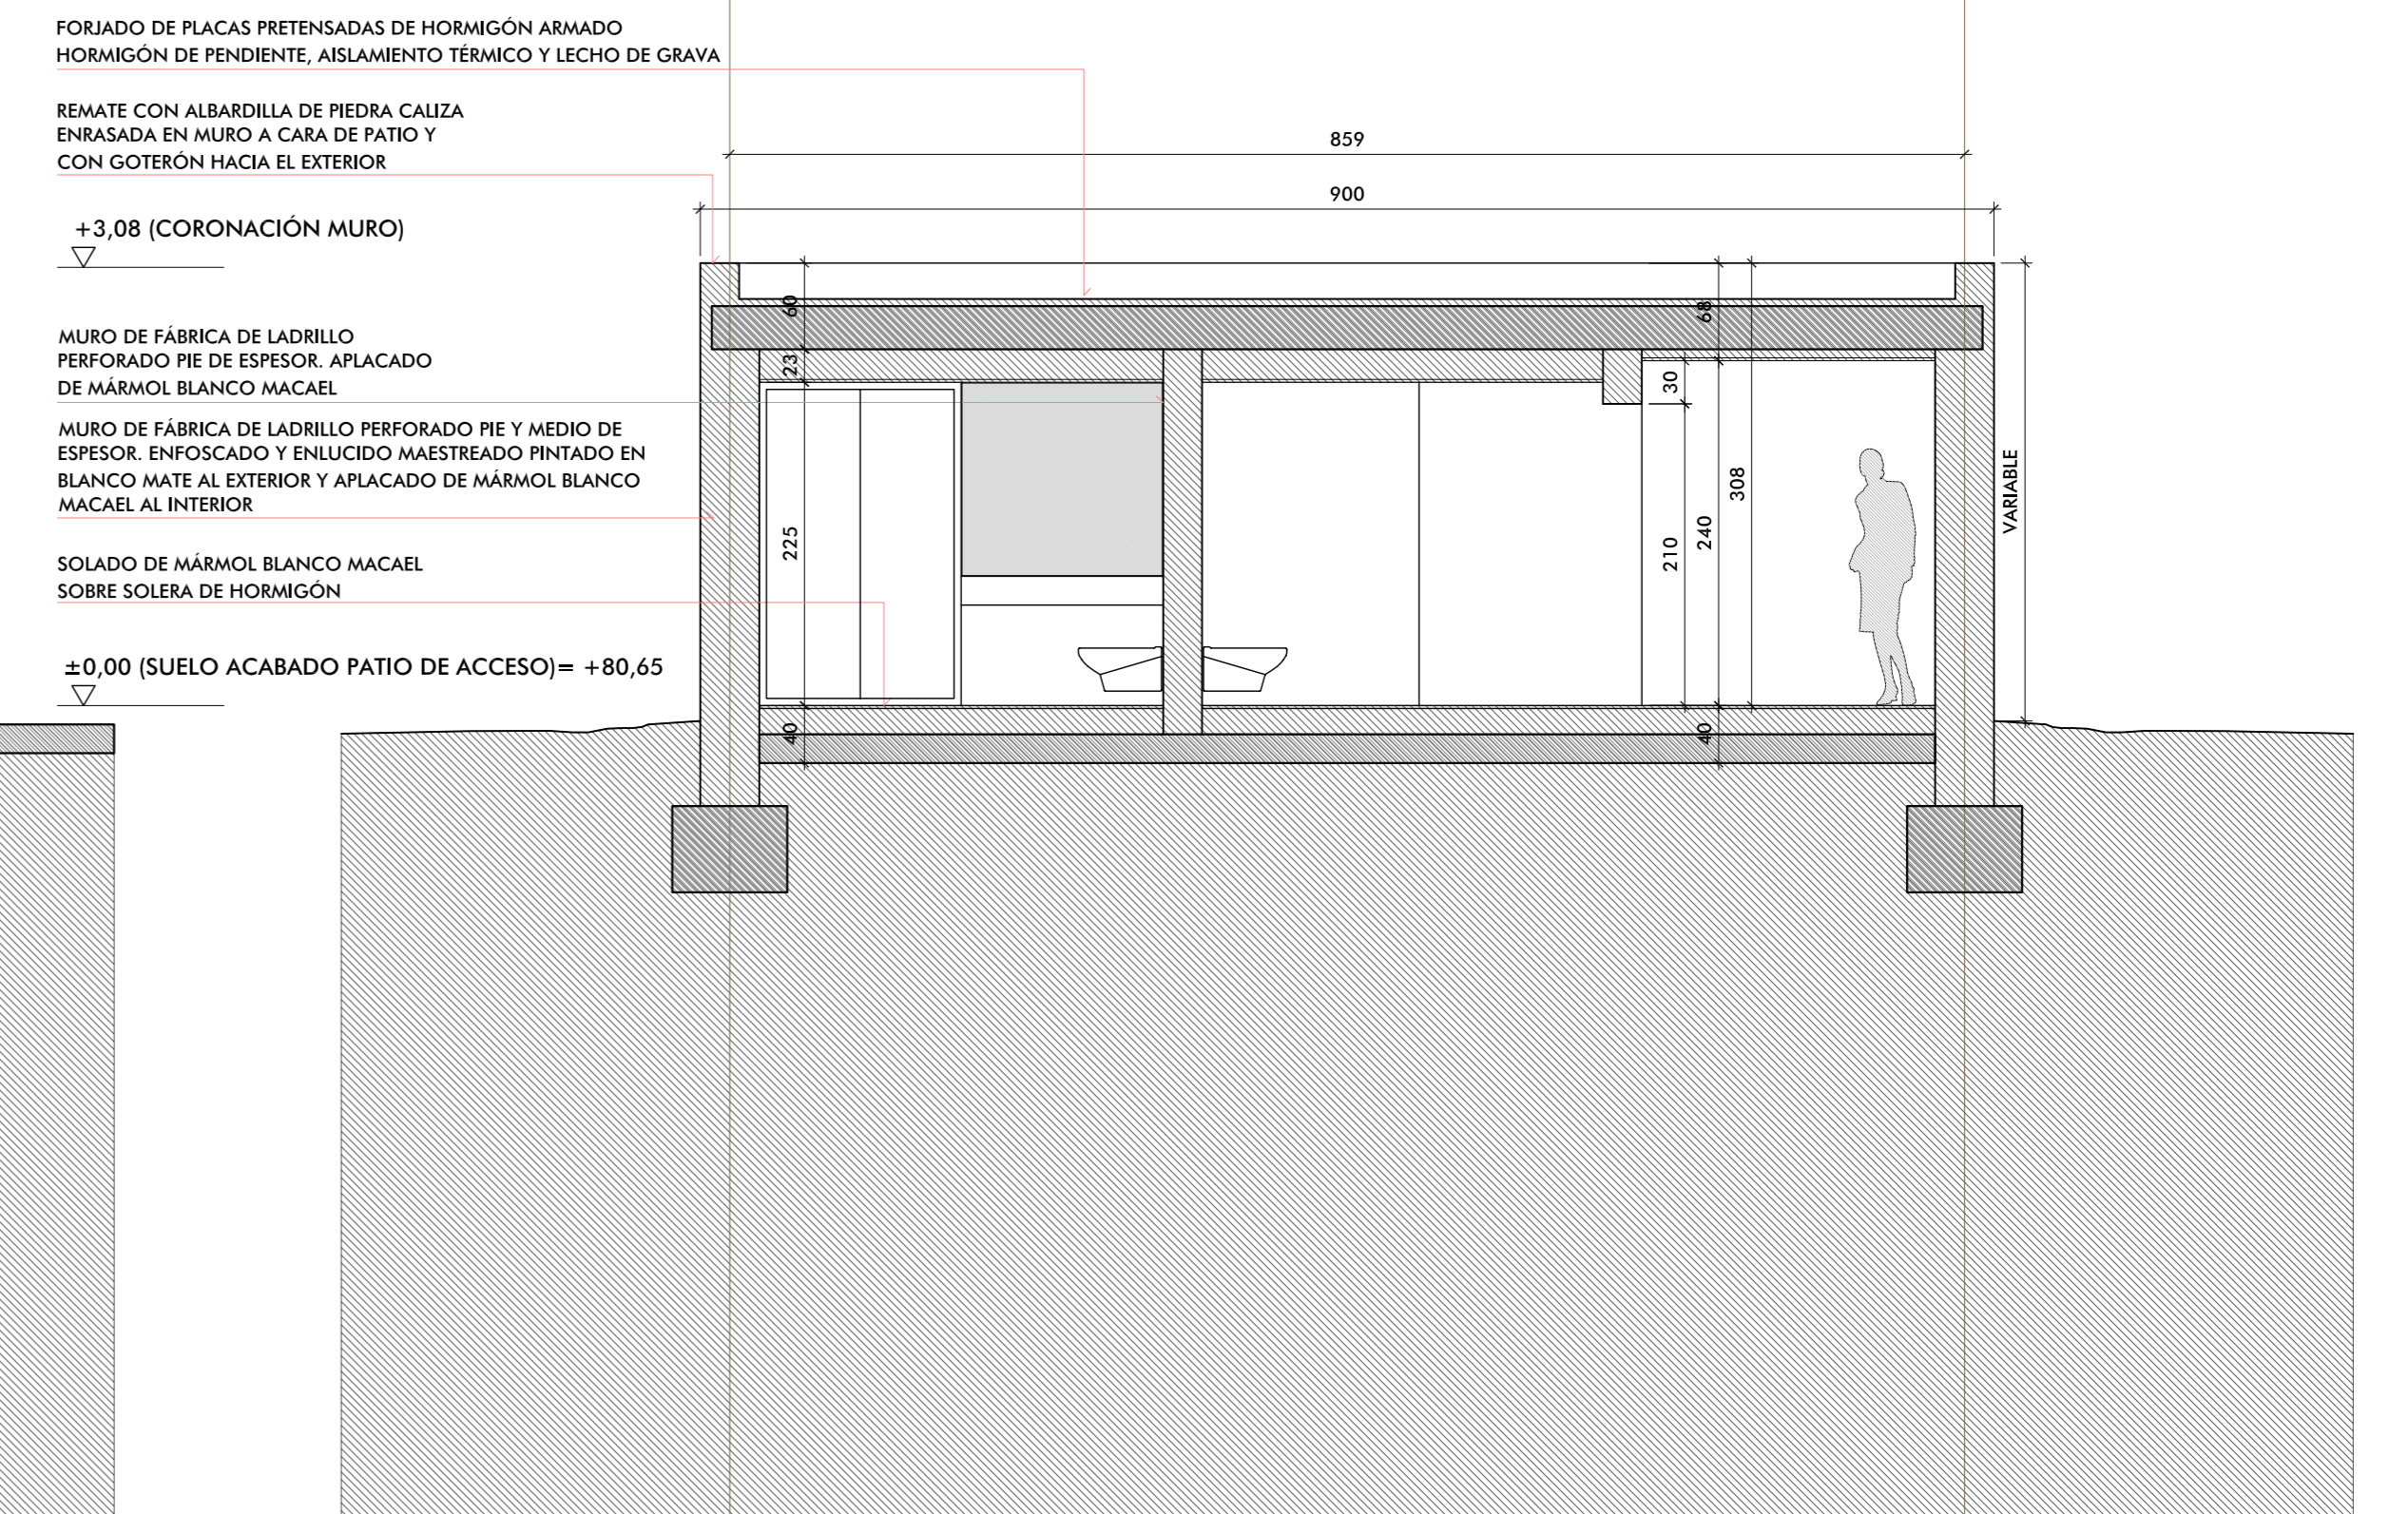 FORJADO DE PLACAS PRETENSADAS DE HORMIGÓN ARMADO
HORMIGÓN DE PENDIENTE, AISLAMIENTO TÉRMICO Y LECHO DE GRAVA
REMATE CON ALBARDILLA DE PIEDRA CALIZA
ENRASADA EN MURO A CARA DE PATIO Y
CON GOTERÓN HACIA EL EXTERIOR
+3,08 (CORONACIÓN MURO)
MURO DE FÁBRICA DE LADRILLO
PERFORADO PIE DE ESPESOR. APLACADO
DE MÁRMOL BLANCO MACAEL
MURO DE FÁBRICA DE LADRILLO PERFORADO PIE Y MEDIO DE
ESPESOR. ENFOSCADO Y ENLUCIDO MAESTREADO PINTADO EN
BLANCO MATE AL EXTERIOR Y APLACADO DE MÁRMOL BLANCO
MACAEL AL INTERIOR
SOLADO DE MÁRMOL BLANCO MACAEL
SOBRE SOLERA DE HORMIGÓN
±0,00 (SUELO ACABADO PATIO DE ACCESO)= +80,65
859
900
60
23
225
40
30
210
68
240
40
308
VARIABLE